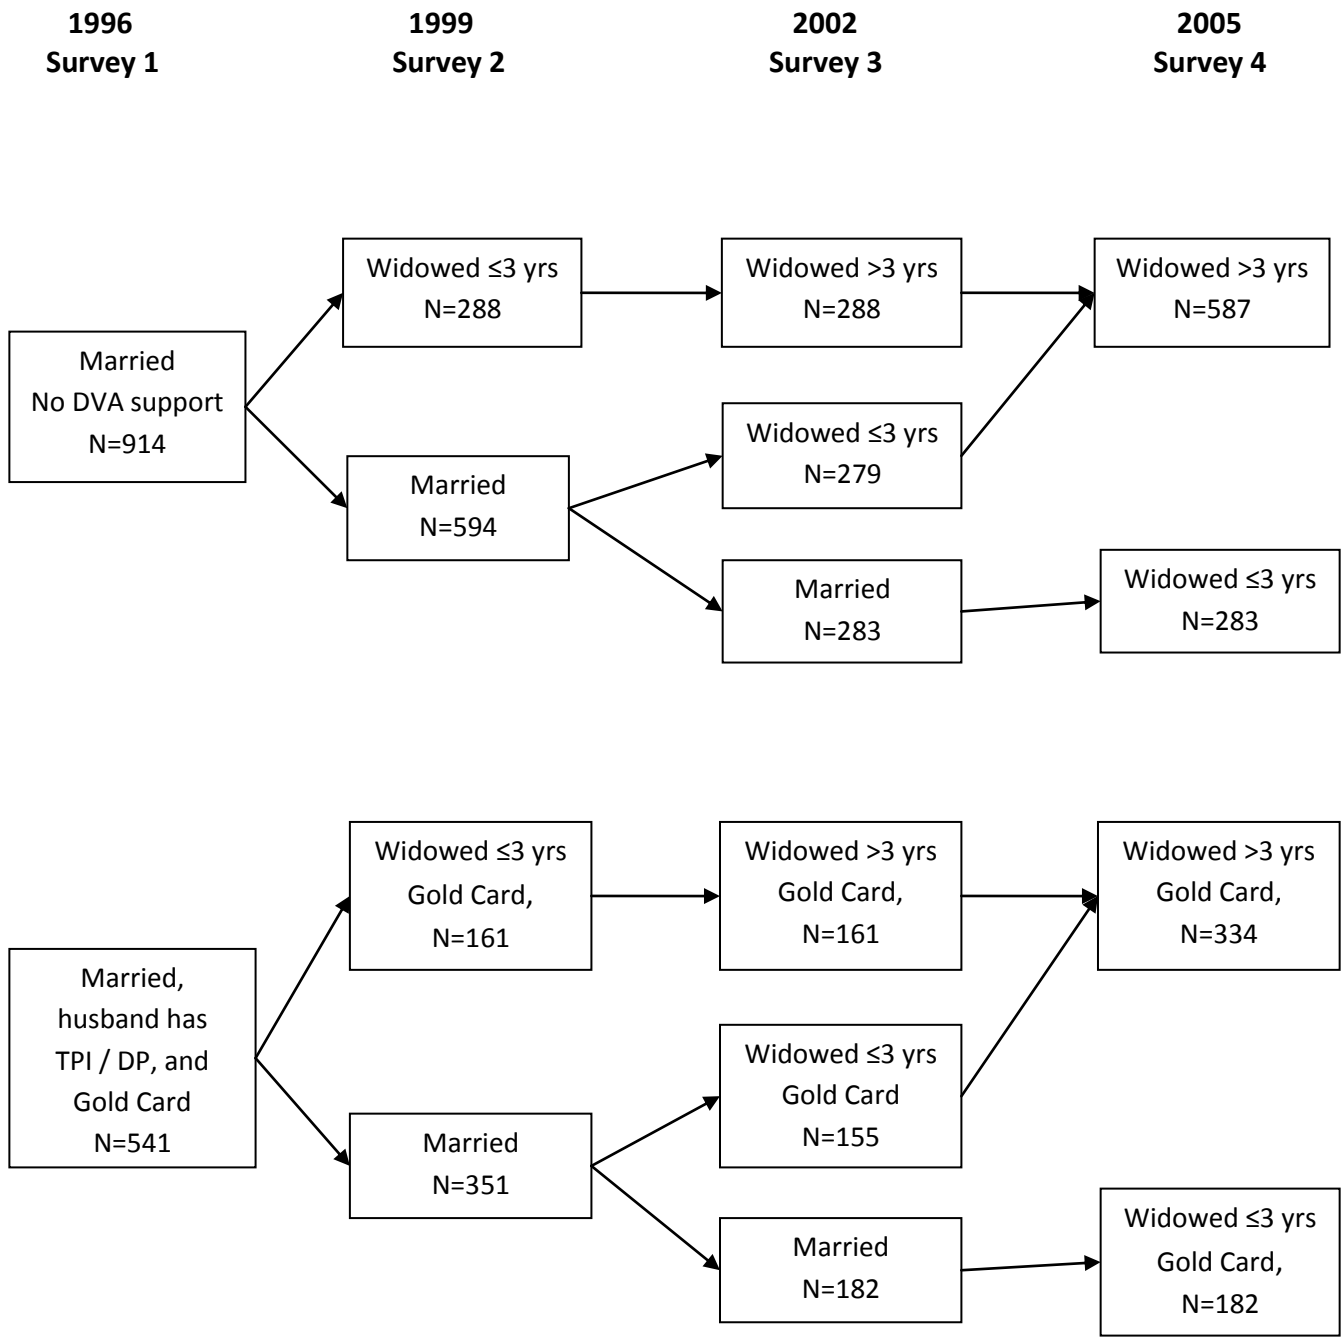 1996
Survey 1
1999
Survey 2
2002
Survey 3
2005
Survey 4
Married
No DVA support
N=914
Widowed ≤3 yrs
N=288
Married
N=594
Widowed >3 yrs
N=288
Widowed ≤3 yrs
N=279
Married
N=283
Widowed >3 yrs
N=587
Widowed ≤3 yrs
N=283
Married,
husband has
TPI / DP, and
Gold Card
N=541
Widowed ≤3 yrs
Gold Card,
N=161
Married
N=351
Widowed >3 yrs
Gold Card,
N=161
Widowed ≤3 yrs
Gold Card
N=155
Married
N=182
Widowed >3 yrs
Gold Card,
N=334
Widowed ≤3 yrs
Gold Card,
N=182